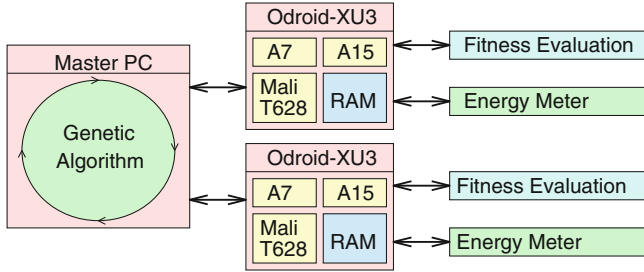 Master PC
Genetic
Algorithm
Odroid-XU3
A7
A15
Mali
T628
RAM
Fitness Evaluation
Energy Meter
Odroid-XU3
A7
A15
Mali
T628
RAM
Fitness Evaluation
Energy Meter